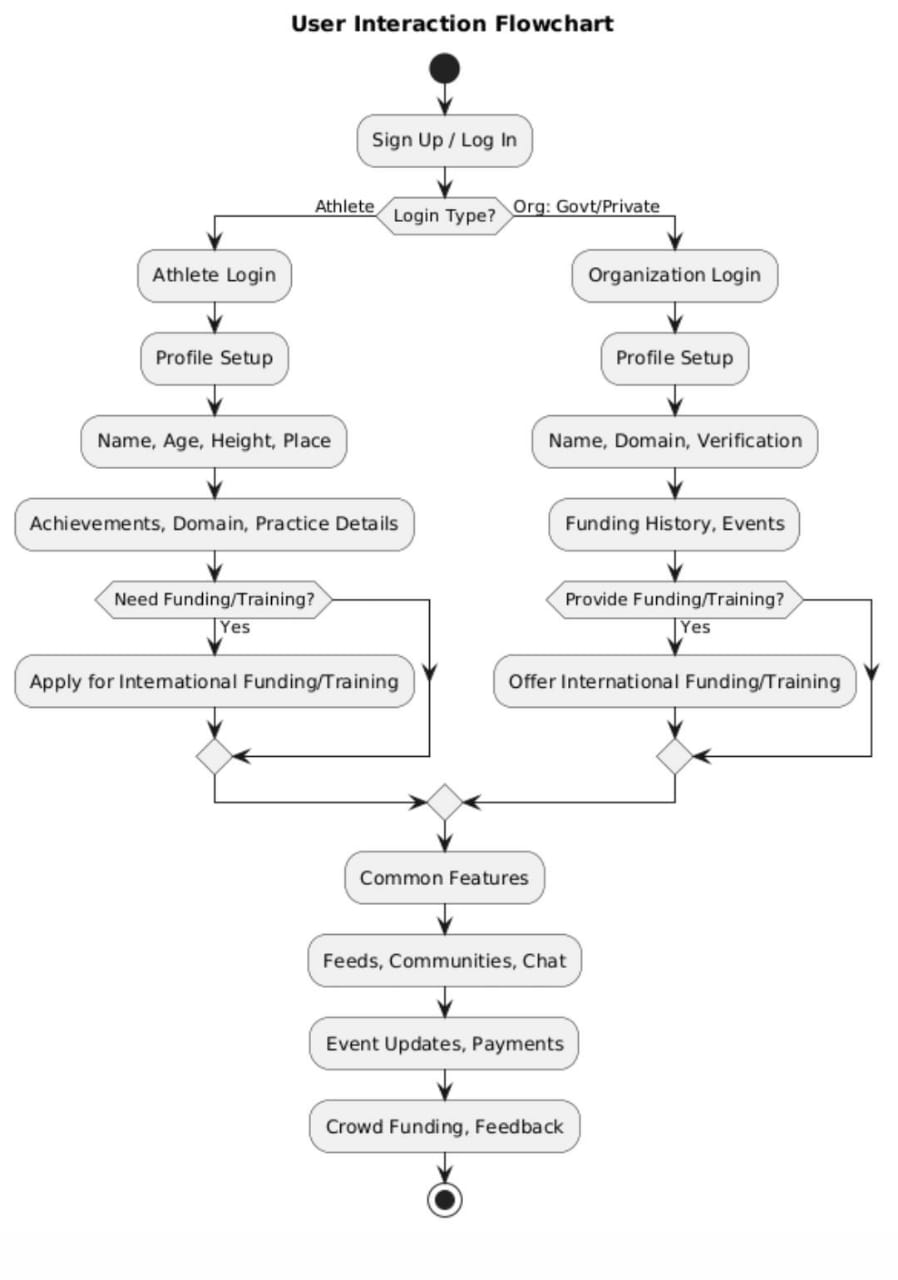 User Interaction Flowchart
Sign Up / Log In
Athlete
Login Type?
Org: Govt/Private
Athlete Login
Profile Setup
Name, Age, Height, Place
Achievements, Domain, Practice Details
Need Funding/Training?
Yes
Apply for International Funding/Training
Organization Login
Profile Setup
Name, Domain, Verification
Funding History, Events
Provide Funding/Training?
Yes
Offer International Funding/Training
Common Features
Feeds, Communities, Chat
Event Updates, Payments
Crowd Funding, Feedback